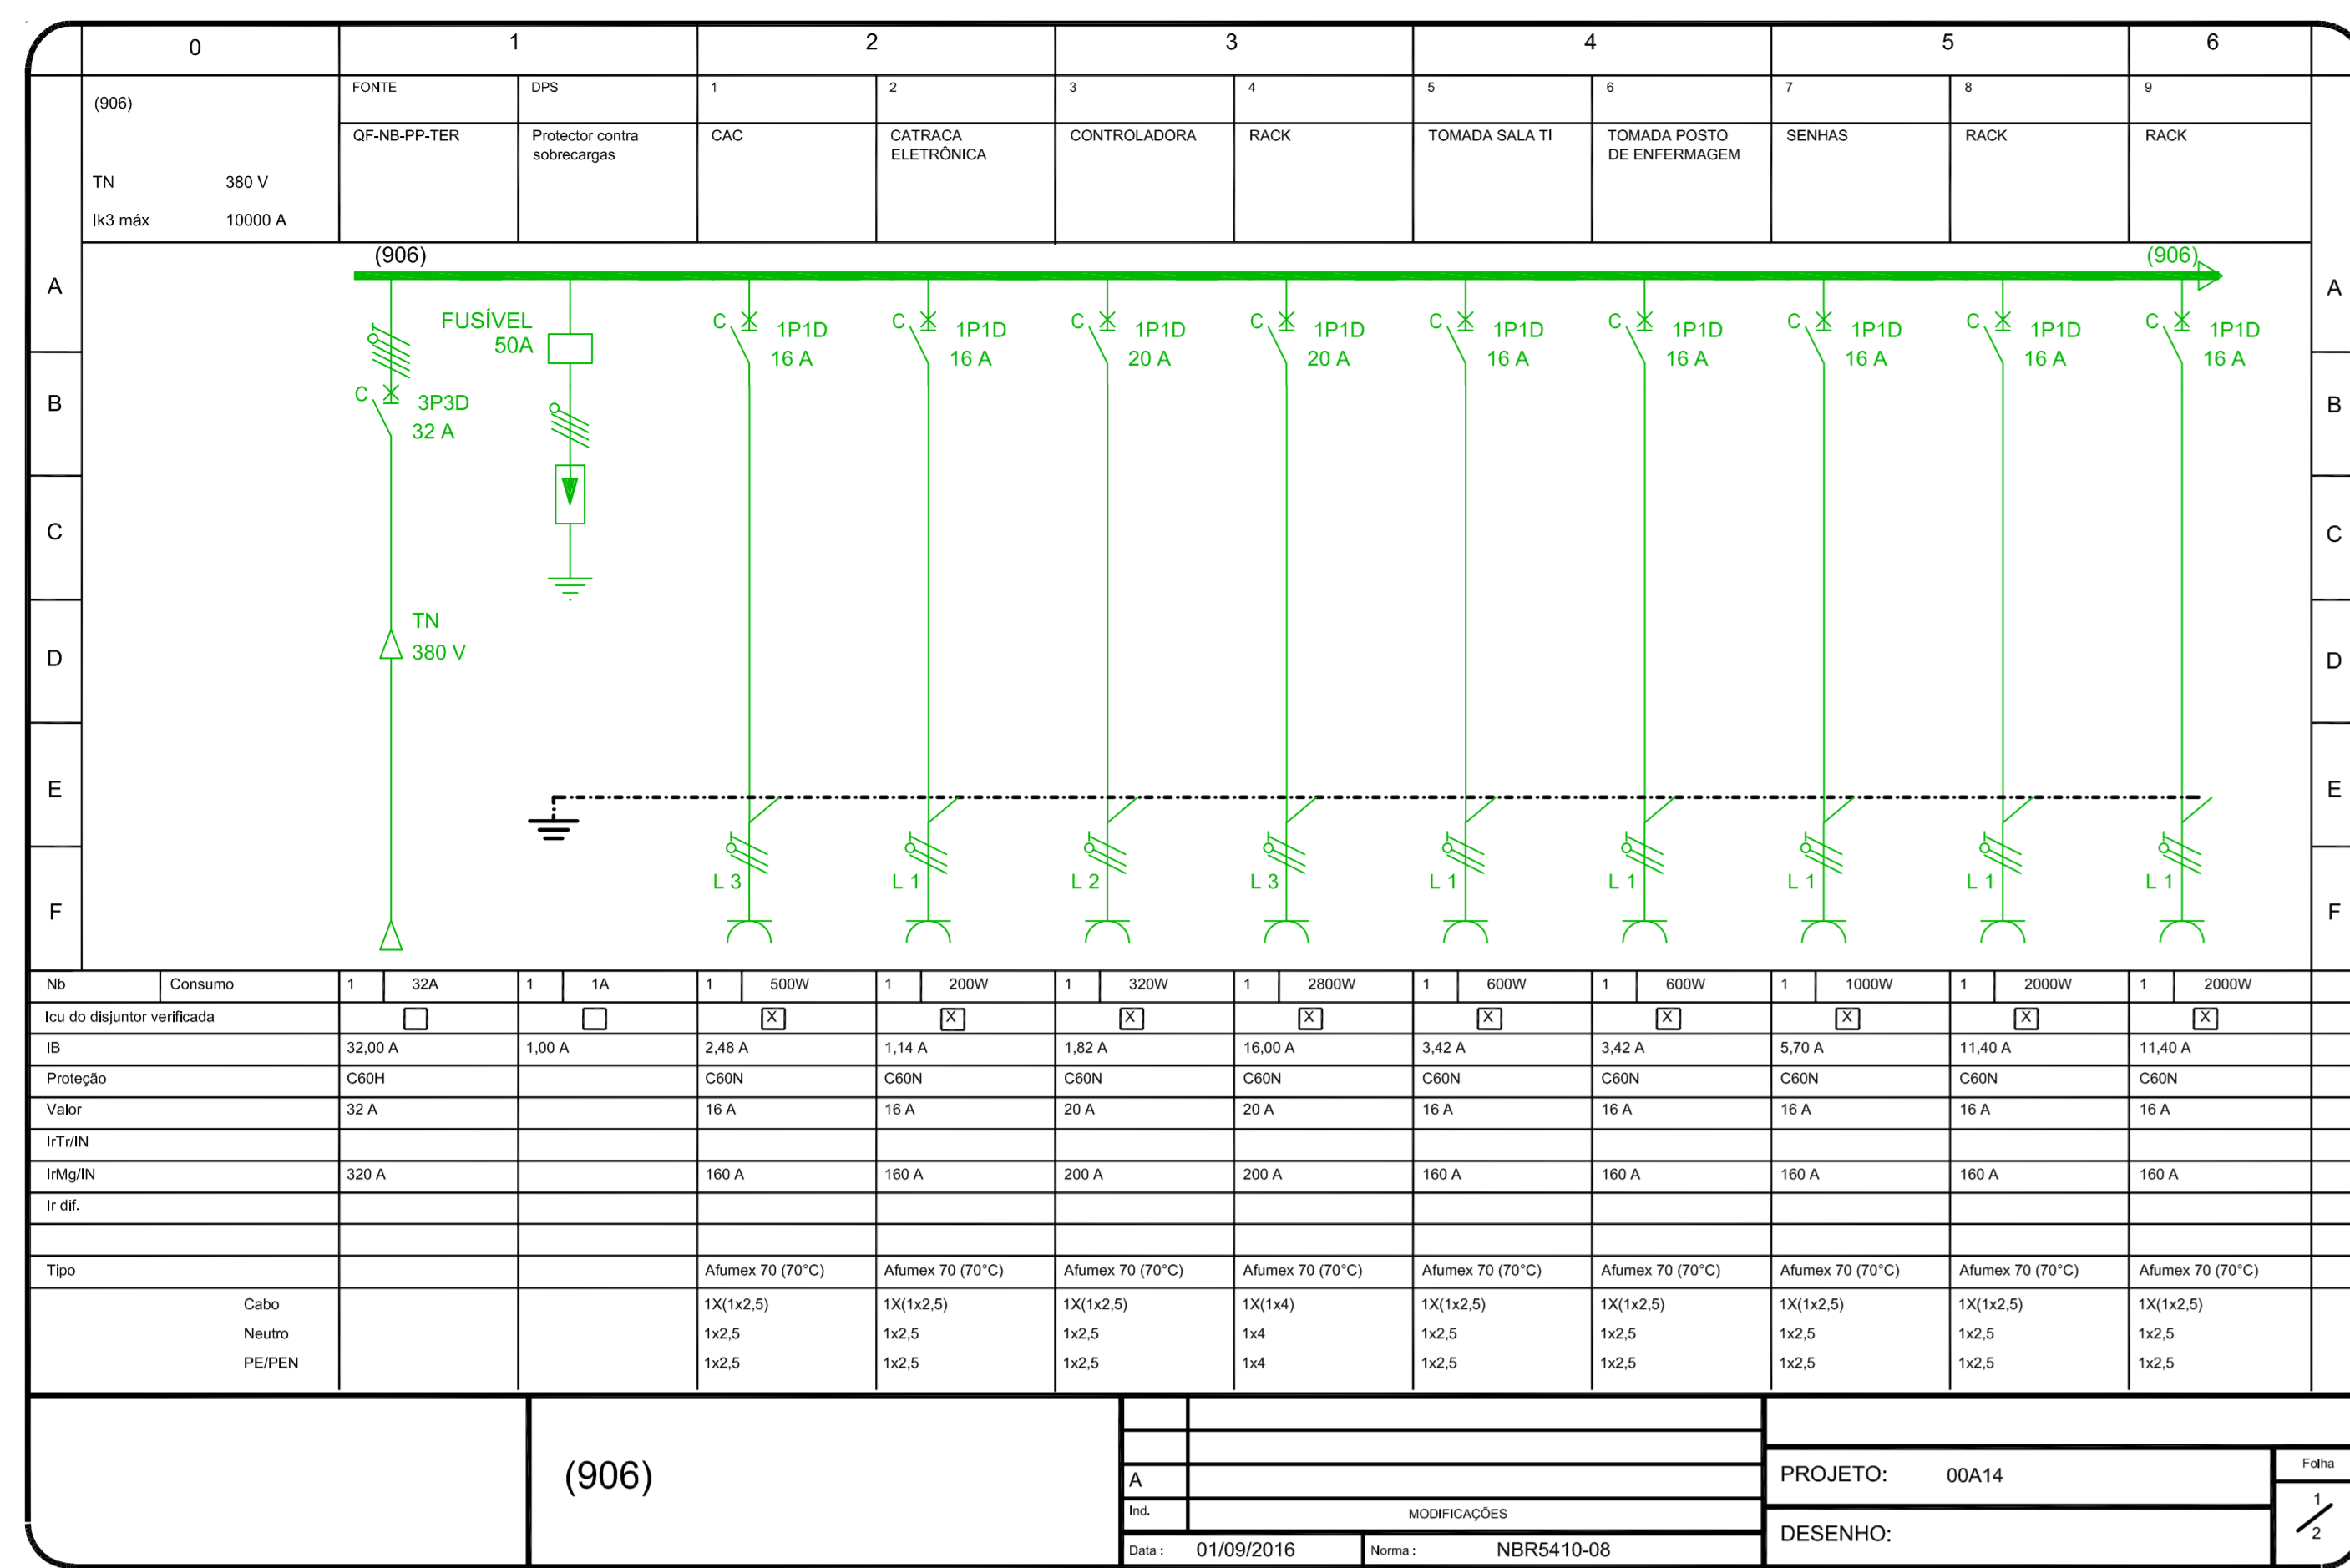 0 1 2 3 4 5 6
(906)
TN 380 V
Ik3 máx 10000 A
FONTE DPS 1 2 3 4 5 6 7 8 9
QF-NB-PP-TER Protector contra CAC CATRACA CONTROLADORA RACK TOMADA SALA TI TOMADA POSTO SENHAS RACK RACK
sobrecargas ELETRÔNICA DE ENFERMAGEM
(906) (906)
A A
FUSÍVEL C 1P1D C 1P1D C 1P1D C 1P1D C 1P1D C 1P1D C 1P1D C 1P1D C 1P1D
50A 16 A 16 A 20 A 20 A 16 A 16 A 16 A 16 A 16 A
B C 3P3D B
32 A
C C
TN
D 380 V D
E E
L 3 L 1 L 2 L 3 L 1 L 1 L 1 L 1 L 1
F F
Nb Consumo 1 32A 1 1A 1 500W 1 200W 1 320W 1 2800W 1 600W 1 600W 1 1000W 1 2000W 1 2000W
Icu do disjuntor verificada X X X X X X X X X
IB 32,00 A 1,00 A 2,48 A 1,14 A 1,82 A 16,00 A 3,42 A 3,42 A 5,70 A 11,40 A 11,40 A
Proteção C60H C60N C60N C60N C60N C60N C60N C60N C60N C60N
Valor 32 A 16 A 16 A 20 A 20 A 16 A 16 A 16 A 16 A 16 A
IrTr/IN
IrMg/IN 320 A 160 A 160 A 200 A 200 A 160 A 160 A 160 A 160 A 160 A
Ir dif.
Tipo Afumex 70 (70°C) Afumex 70 (70°C) Afumex 70 (70°C) Afumex 70 (70°C) Afumex 70 (70°C) Afumex 70 (70°C) Afumex 70 (70°C) Afumex 70 (70°C) Afumex 70 (70°C)
Cabo 1X(1x2,5) 1X(1x2,5) 1X(1x2,5) 1X(1x4) 1X(1x2,5) 1X(1x2,5) 1X(1x2,5) 1X(1x2,5) 1X(1x2,5)
Neutro 1x2,5 1x2,5 1x2,5 1x4 1x2,5 1x2,5 1x2,5 1x2,5 1x2,5
PE/PEN 1x2,5 1x2,5 1x2,5 1x4 1x2,5 1x2,5 1x2,5 1x2,5 1x2,5
(906)
A
Ind. MODIFICAÇÕES
Data : 01/09/2016 Norma : NBR5410-08
PROJETO: 00A14
DESENHO:
Folha
1/2